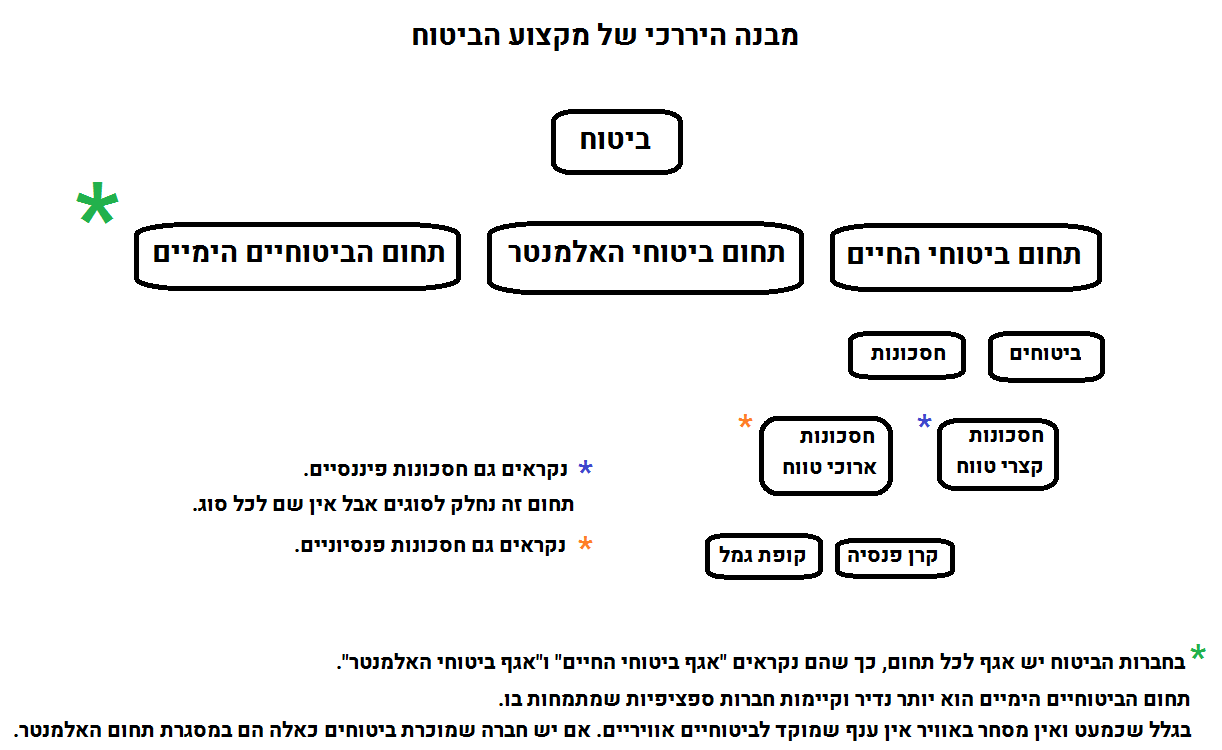 מבנה היררכי של מקצוע הביטוח
ביטוח
*
תחום ביטוחי החיים
תחום ביטוחי האלמנטר
תחום הביטוחיים הימיים
ביטוחים
חסכונות
*
חסכונות
קצרי טווח
*
חסכונות
ארוכי טווח
* נקראים גם חסכונות פיננסיים.
תחום זה נחלק לסוגים אבל אין שם לכל סוג.
* נקראים גם חסכונות פנסיוניים.
קרן פנסיה
קופת גמל
* בחברות הביטוח יש אגף לכל תחום, כך שהם נקראים "אגף ביטוחי החיים" ו"אגף ביטוחי האלמנטר".
תחום הביטוחיים הימיים הוא יותר נדיר וקיימות חברות ספציפיות שמתמחות בו.
בגלל שכמעט ואין מסחר באוויר אין ענף שמוקד לביטוחיים אוויריים. אם יש חברה שמוכרת ביטוחים כאלה הם במסגרת תחום האלמנטר.